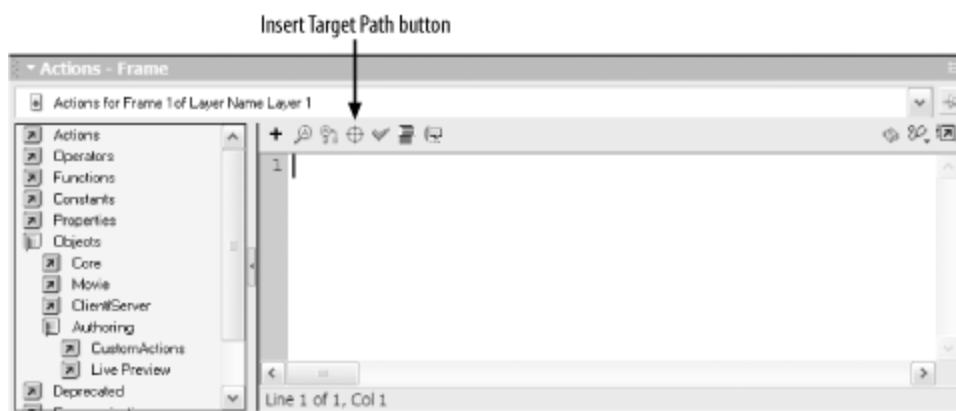 Insert Target Path button
Actions - Frame
Actions for Frame 1 of Layer Name Layer 1
Actions
Operators
Functions
Constants
Properties
Objects
Core
Movie
Client/Server
Authoring
CustomActions
Live Preview
Deprecated
1
Line 1 of 1, Col 1